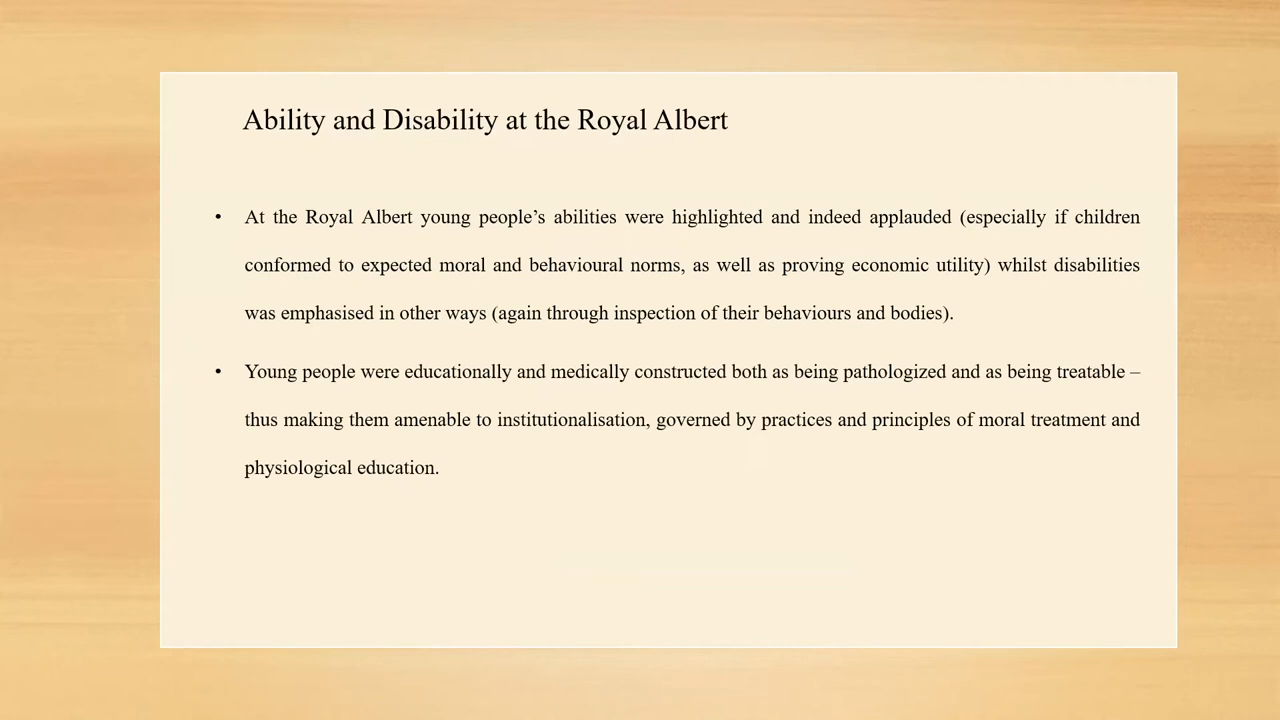 Ability and Disability at the Royal Albert
• At the Royal Albert young people’s abilities were highlighted and indeed applauded (especially if children
conformed to expected moral and behavioural norms, as well as proving economic utility) whilst disabilities
was emphasised in other ways (again through inspection of their behaviours and bodies).
• Young people were educationally and medically constructed both as being pathologized and as being treatable –
thus making them amenable to institutionalisation, governed by practices and principles of moral treatment and
physiological education.